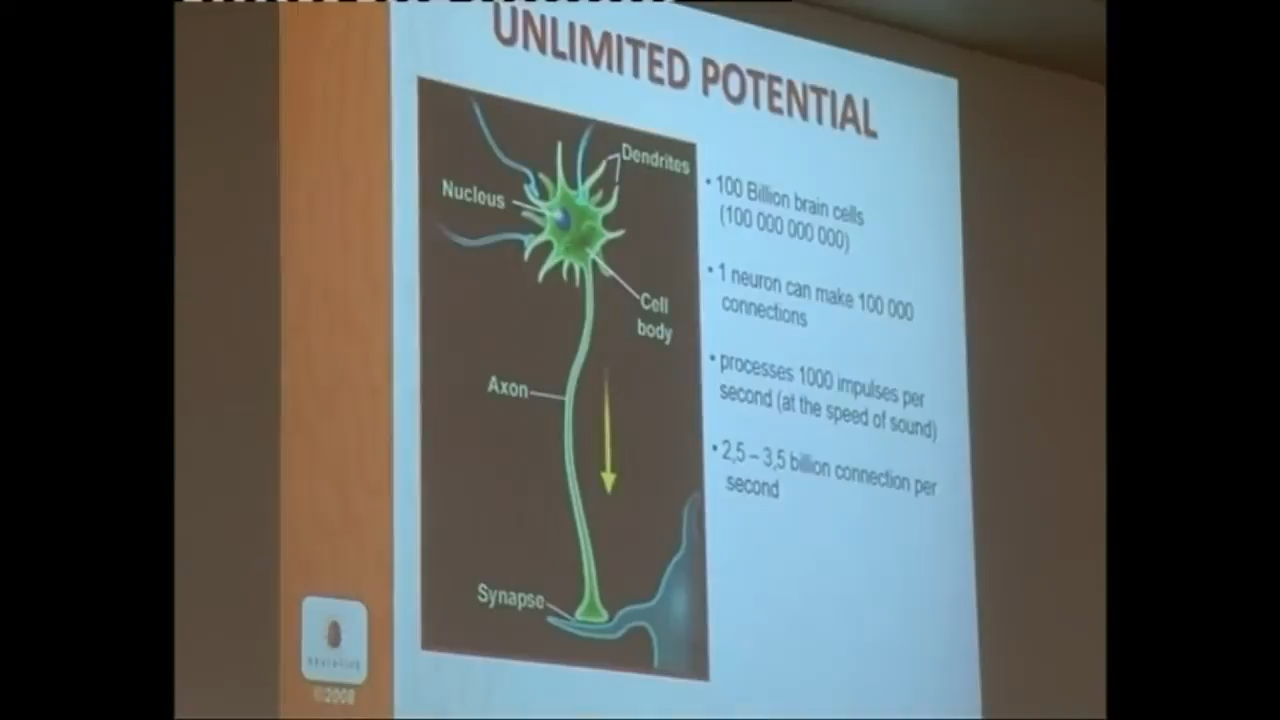 UNLIMITED POTENTIAL
Dendrites
Nucleus
Cell
body
Axon
Synapse
• 100 Billion brain cells
(100 000 000 000)
• 1 neuron can make 100 000
connections
• processes 1000 impulses per
second (at the speed of sound)
• 2,5 – 3,5 billion connection per
second
©2008